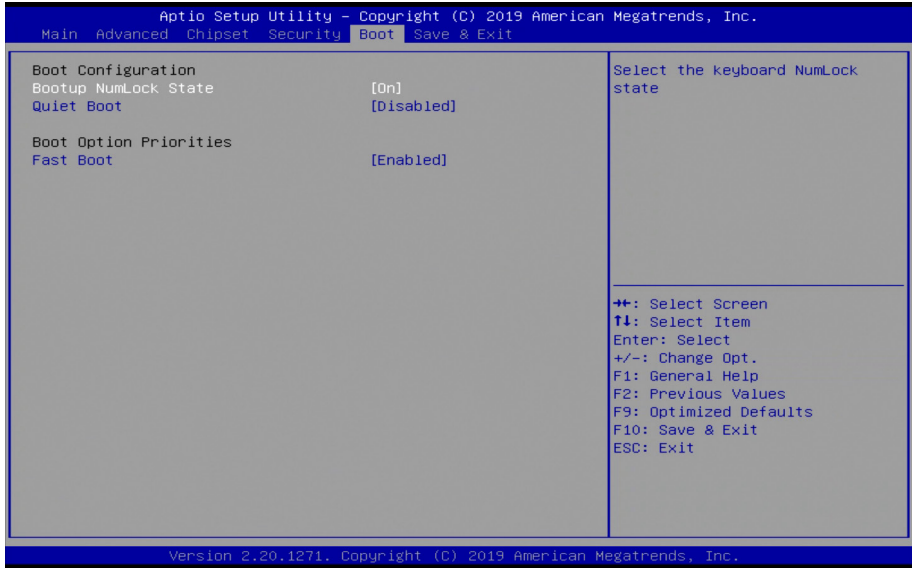 Aptio Setup Utility – Copyright (C) 2019 American Megatrends, Inc.
Main Advanced Chipset Security Boot Save & Exit
Boot Configuration
Bootup NumLock State [On]
Quiet Boot [Disabled]
Boot Option Priorities
Fast Boot [Enabled]
Select the keyboard NumLock
state
→←: Select Screen
↑↓: Select Item
Enter: Select
+/-: Change Opt.
F1: General Help
F2: Previous Values
F9: Optimized Defaults
F10: Save & Exit
ESC: Exit
Version 2.20.1271. Copyright (C) 2019 American Megatrends, Inc.